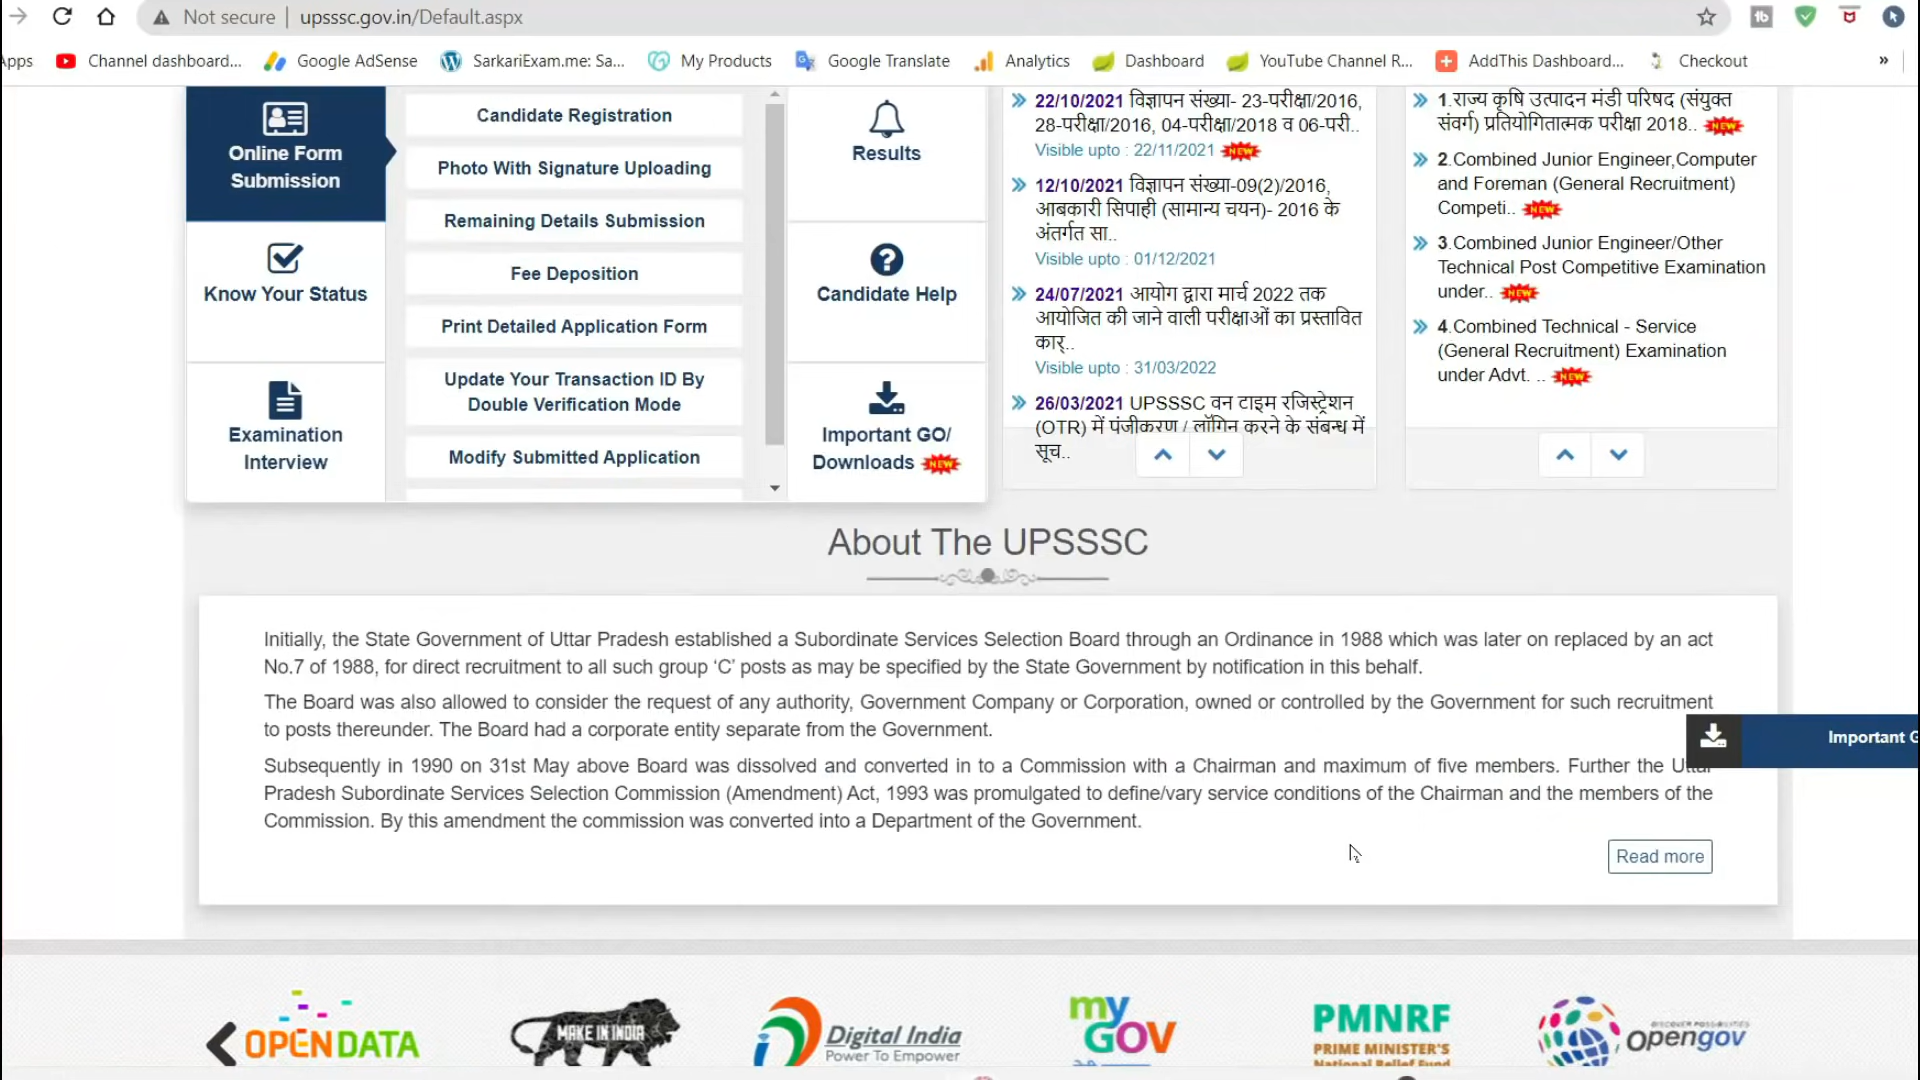 Not secure
upsssc.gov.in/Default.aspx
Channel dashboard...
Google AdSense
SarkariExam.me: Sa...
My Products
Google Translate
Analytics
Dashboard
YouTube Channel R...
AddThis Dashboard...
Checkout
»
Online Form
Submission
Know Your Status
Examination
Interview
Candidate Registration
Photo With Signature Uploading
Remaining Details Submission
Fee Deposition
Print Detailed Application Form
Update Your Transaction ID By
Double Verification Mode
Modify Submitted Application
Results
Candidate Help
Important GO/
Downloads NEW
22/10/2021 विज्ञापन संख्या- 23-परीक्षा/2016,
28-परीक्षा/2016, 04-परीक्षा/2018 व 06-परी..
Visible upto : 22/11/2021 NEW
12/10/2021 विज्ञापन संख्या-09(2)/2016,
आबकारी सिपाही (सामान्य चयन)- 2016 के
अंतर्गत सा..
Visible upto : 01/12/2021
24/07/2021 आयोग द्वारा मार्च 2022 तक
आयोजित की जाने वाली परीक्षाओं का प्रस्तावित
कार्..
Visible upto : 31/03/2022
26/03/2021 UPSSSC वन टाइम रजिस्ट्रेशन
(OTR) में पंजीकरण / लॉगिन करने के संबन्ध में
सूच..
1.राज्य कृषि उत्पादन मंडी परिषद (संयुक्त
संवर्ग) प्रतियोगितात्मक परीक्षा 2018.. NEW
2.Combined Junior Engineer,Computer
and Foreman (General Recruitment)
Competi.. NEW
3.Combined Junior Engineer/Other
Technical Post Competitive Examination
under.. NEW
4.Combined Technical - Service
(General Recruitment) Examination
under Advt. .. NEW
About The UPSSSC
Initially, the State Government of Uttar Pradesh established a Subordinate Services Selection Board through an Ordinance in 1988 which was later on replaced by an act
No.7 of 1988, for direct recruitment to all such group ‘C’ posts as may be specified by the State Government by notification in this behalf.
The Board was also allowed to consider the request of any authority, Government Company or Corporation, owned or controlled by the Government for such recruitment
to posts thereunder. The Board had a corporate entity separate from the Government.
Subsequently in 1990 on 31st May above Board was dissolved and converted in to a Commission with a Chairman and maximum of five members. Further the Uttar
Pradesh Subordinate Services Selection Commission (Amendment) Act, 1993 was promulgated to define/vary service conditions of the Chairman and the members of the
Commission. By this amendment the commission was converted into a Department of the Government.
Important
Read more
OPENDATA
MAKE IN INDIA
Digital India
Power To Empower
my
GOV
PMNRF
PRIME MINISTER'S
National Relief Fund
DISCOVER POSSIBILITIES
opengov